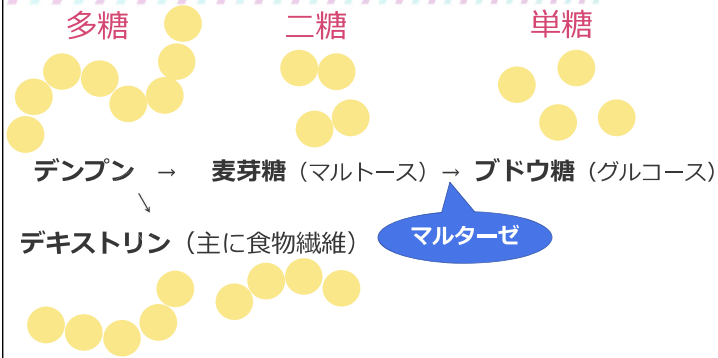 多糖 二糖 単糖
デンプン → 麦芽糖（マルトース）→ ブドウ糖（グルコース）
↘
マルターゼ
デキストリン（主に食物繊維）